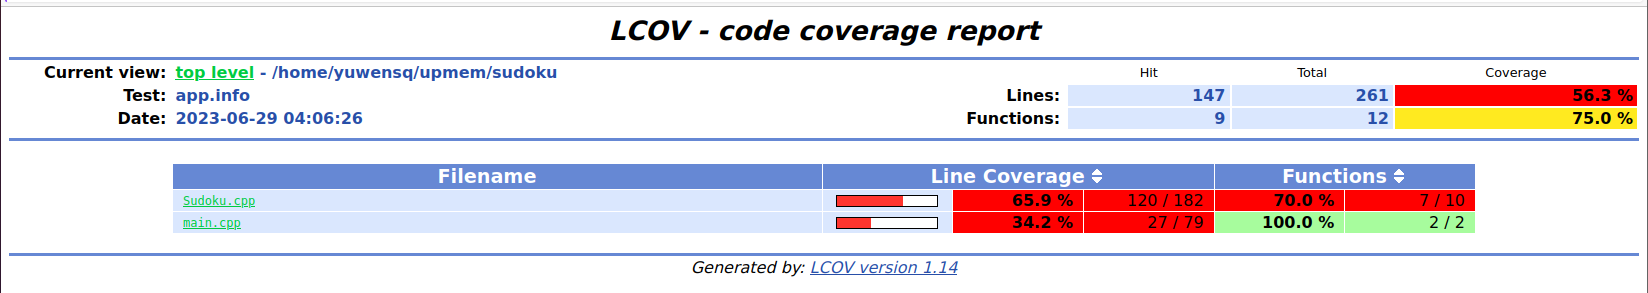 LCOV - code coverage report
Current view: top level - /home/yuwensq/upmem/sudoku Hit Total Coverage
Test: app.info Lines: 147 261 56.3 %
Date: 2023-06-29 04:06:26 Functions: 9 12 75.0 %
Filename Line Coverage Functions
Sudoku.cpp 65.9 % 120 / 182 70.0 % 7 / 10
main.cpp 34.2 % 27 / 79 100.0 % 2 / 2
Generated by: LCOV version 1.14